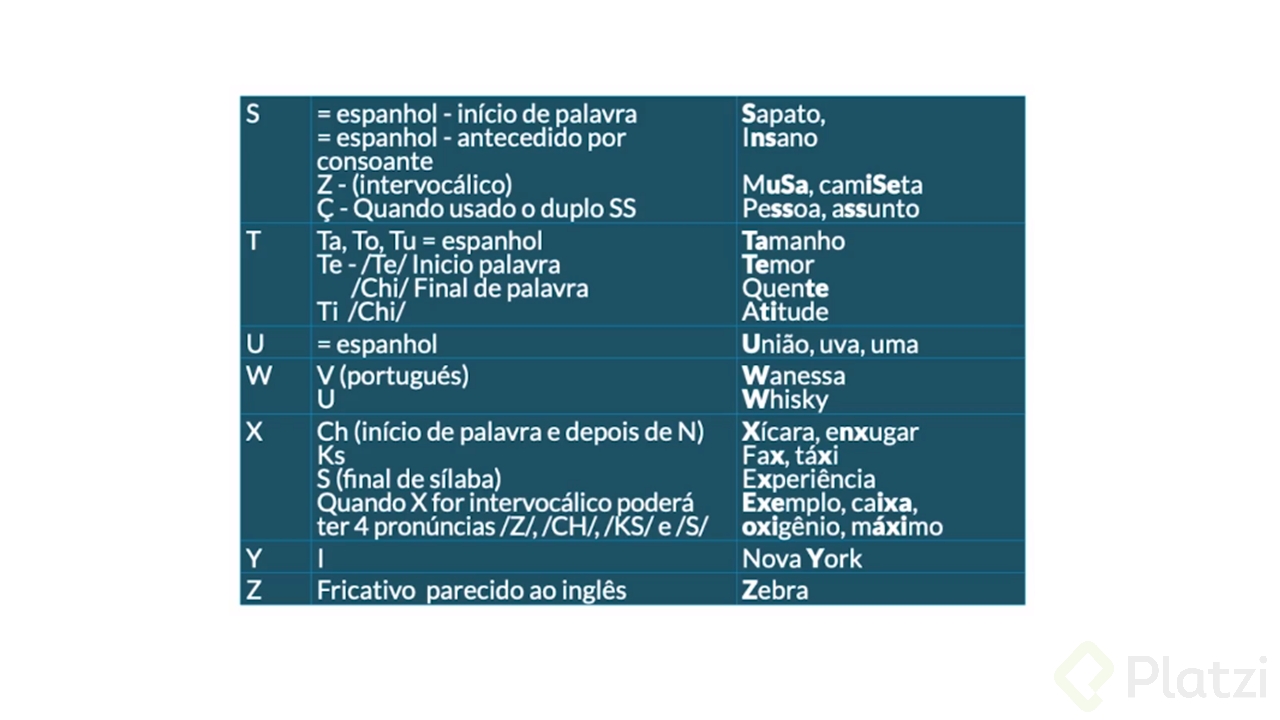 S = espanhol - início de palavra Sapato,
= espanhol - antecedido por Insano
consoante
Z - (intervocálico) MuSa, camiSeta
Ç - Quando usado o duplo SS Pessoa, assunto
T Ta, To, Tu = espanhol Tamanho
Te - /Te/ Inicio palavra Temor
/Chi/ Final de palavra Quente
Ti /Chi/ Atitude
U = espanhol União, uva, uma
W V (portugués) Wanessa
U Whisky
X Ch (início de palavra e depois de N) Xícara, enxugar
Ks Fax, táxi
S (final de sílaba) Experiência
Quando X for intervocálico poderá Exemplo, caixa,
ter 4 pronúncias /Z/, /CH/, /KS/ e /S/ oxigênio, máximo
Y I Nova York
Z Fricativo parecido ao inglês Zebra
Platzi